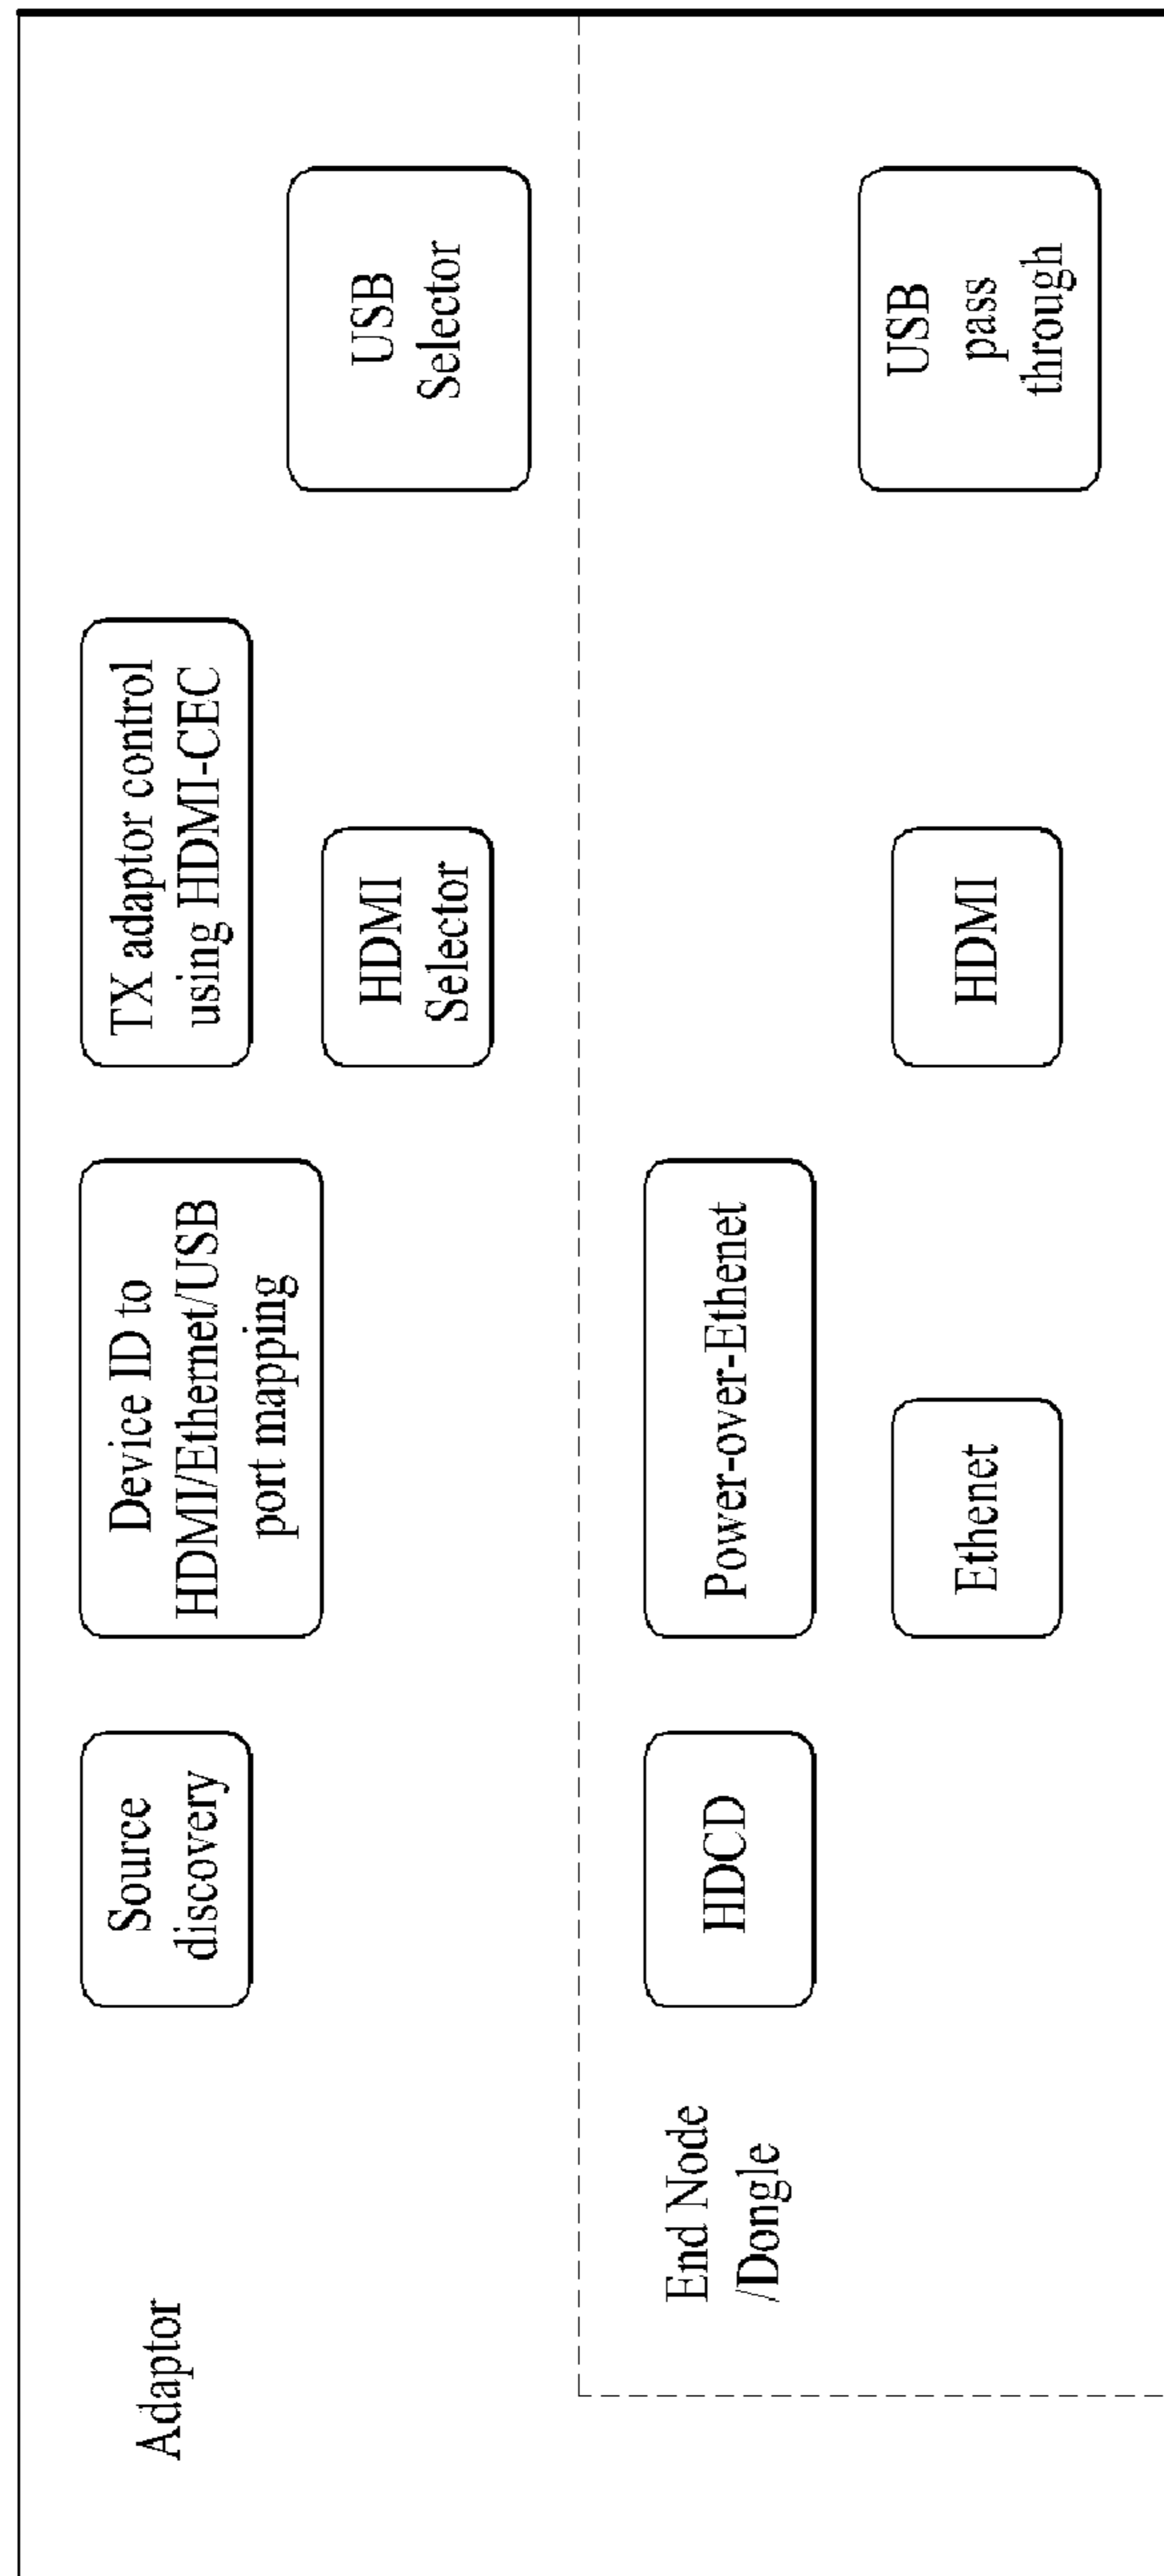 Adaptor
Source
discovery
Device ID to
HDMI/Ethernet/USB
port mapping
TX adaptor control
using HDMI-CEC
HDMI
Selector
USB
Selector
End Node
/Dongle
HDCD
Power-over-Ethenet
Ethenet
HDMI
USB
pass
through